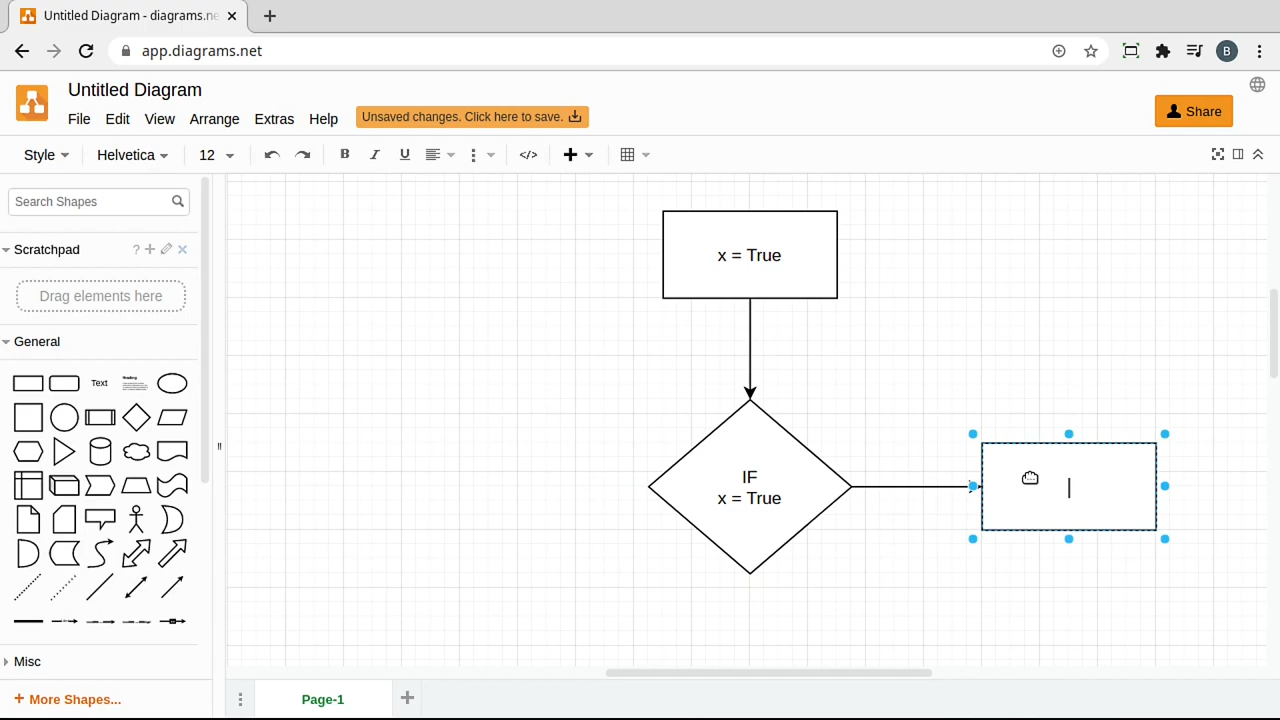 Untitled Diagram - diagrams.ne
app.diagrams.net
B
Untitled Diagram
File Edit View Arrange Extras Help
Unsaved changes. Click here to save.
Share
Style Helvetica 12 B I U </>
Search Shapes
Scratchpad ?
Drag elements here
General
Text
Heading
x = True
IF
x = True
Misc
+ More Shapes...
Page-1